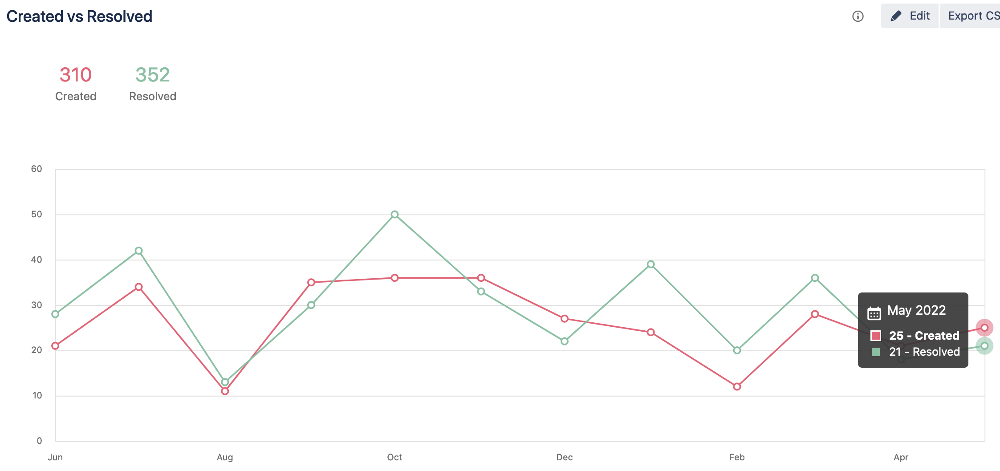 Created vs Resolved
Edit
Export CS
310
352
Created
Resolved
60
50
40
30
20
10
0
May 2022
25 - Created
21 - Resolved
Jun
Aug
Oct
Dec
Feb
Apr